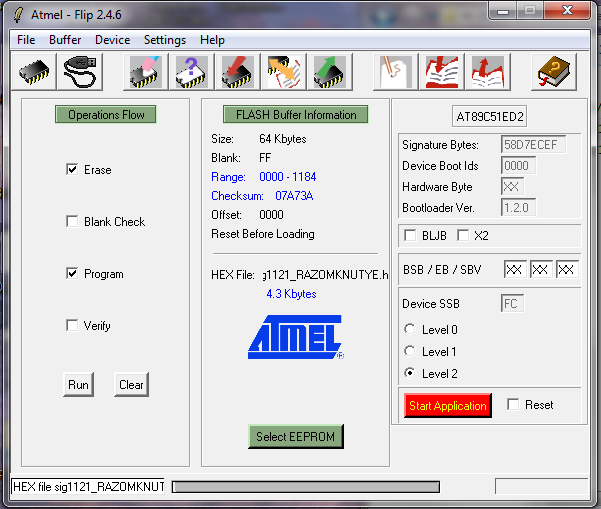 Atmel - Flip 2.4.6
File Buffer Device Settings Help
Operations Flow
Erase
Blank Check
Program
Verify
Run Clear
FLASH Buffer Information
Size: 64 Kbytes
Blank: FF
Range: 0000 - 1184
Checksum: 07A73A
Offset: 0000
Reset Before Loading
HEX File: g1121_RAZOMKNUTYE.h
4.3 Kbytes
ATMEL
Select EEPROM
AT89C51ED2
Signature Bytes: 58D7ECEF
Device Boot Ids 0000
Hardware Byte XX
Bootloader Ver. 1.2.0
BLJB X2
BSB / EB / SBV XX XX XX
Device SSB FC
Level 0
Level 1
Level 2
Start Application Reset
HEX file sig1121_RAZOMKNUT